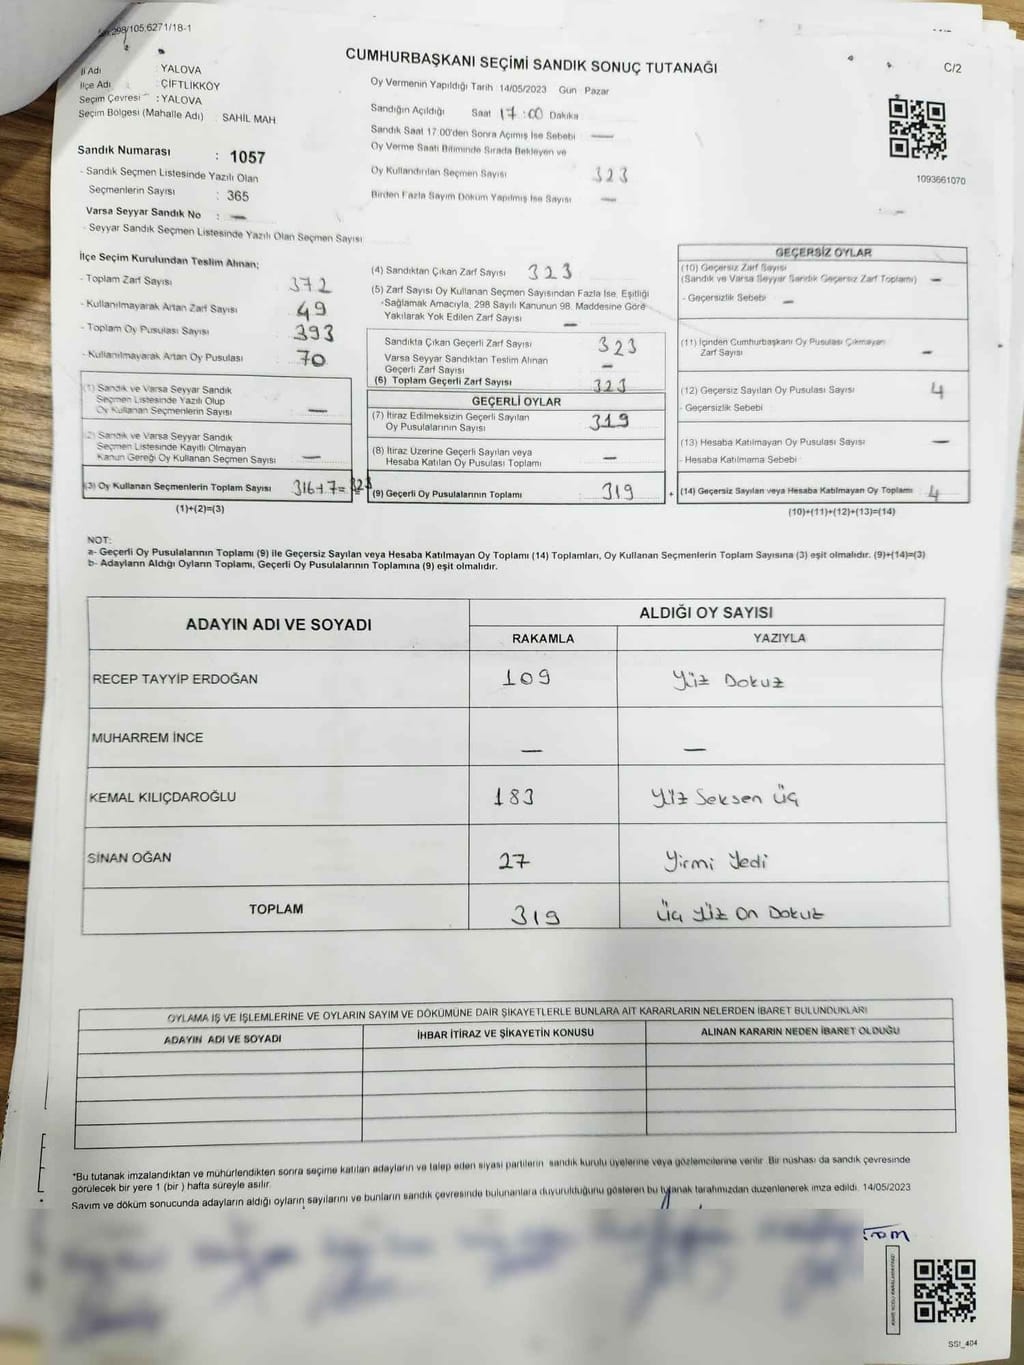 298/105,6271/18-1
CUMHURBAŞKANI SEÇİMİ SANDIK SONUÇ TUTANAĞI
C/2
İl Adı : YALOVA
İlçe Adı : ÇİFTLİKKÖY
Seçim Çevresi : YALOVA
Seçim Bölgesi (Mahalle Adı) : SAHİL MAH.
Sandık Numarası : 1057
- Sandık Seçmen Listesinde Yazılı Olan
Seçmenlerin Sayısı : 365
Varsa Seyyar Sandık No : —
- Seyyar Sandık Seçmen Listesinde Yazılı Olan Seçmen Sayısı
Oy Vermenin Yapıldığı Tarih 14/05/2023 Gün Pazar
Sandığın Açıldığı Saat 17:00 Dakika
Sandık Saat 17.00'den Sonra Açılmış İse Sebebi —
Oy Verme Saati Bitiminde Sırada Bekleyen ve
Oy Kullandırılan Seçmen Sayısı 323
Birden Fazla Sayım Döküm Yapılmış İse Sayısı —
1093661070
İlçe Seçim Kurulundan Teslim Alınan;
- Toplam Zarf Sayısı 372
- Kullanılmayarak Artan Zarf Sayısı 49
- Toplam Oy Pusulası Sayısı 393
- Kullanılmayarak Artan Oy Pusulası 70
(1) Sandık ve Varsa Seyyar Sandık
Seçmen Listesinde Yazılı Olup
Oy Kullanan Seçmenlerin Sayısı —
(2) Sandık ve Varsa Seyyar Sandık
Seçmen Listesinde Kayıtlı Olmayan
Kanun Gereği Oy Kullanan Seçmen Sayısı —
(3) Oy Kullanan Seçmenlerin Toplam Sayısı 316+7=323
(1)+(2)=(3)
(4) Sandıktan Çıkan Zarf Sayısı 323
(5) Zarf Sayısı Oy Kullanan Seçmen Sayısından Fazla İse, Eşitliği
Sağlamak Amacıyla, 298 Sayılı Kanunun 98. Maddesine Göre
Yakılarak Yok Edilen Zarf Sayısı —
Sandıkta Çıkan Geçerli Zarf Sayısı 323
Varsa Seyyar Sandıktan Teslim Alınan
Geçerli Zarf Sayısı —
(6) Toplam Geçerli Zarf Sayısı 323
GEÇERLİ OYLAR
(7) İtiraz Edilmeksizin Geçerli Sayılan
Oy Pusulalarının Sayısı 319
(8) İtiraz Üzerine Geçerli Sayılan veya
Hesaba Katılan Oy Pusulası Toplamı —
(9) Geçerli Oy Pusulalarının Toplamı 319 +
GEÇERSİZ OYLAR
(10) Geçersiz Zarf Sayısı
(Sandık ve Varsa Seyyar Sandık Geçersiz Zarf Toplamı) —
- Geçersizlik Sebebi —
(11) İçinden Cumhurbaşkanı Oy Pusulası Çıkmayan
Zarf Sayısı —
(12) Geçersiz Sayılan Oy Pusulası Sayısı 4
- Geçersizlik Sebebi
(13) Hesaba Katılmayan Oy Pusulası Sayısı —
- Hesaba Katılmama Sebebi
(14) Geçersiz Sayılan veya Hesaba Katılmayan Oy Toplamı 4
(10)+(11)+(12)+(13)=(14)
NOT:
a- Geçerli Oy Pusulalarının Toplamı (9) ile Geçersiz Sayılan veya Hesaba Katılmayan Oy Toplamı (14) Toplamları, Oy Kullanan Seçmenlerin Toplam Sayısına (3) eşit olmalıdır. (9)+(14)=(3)
b- Adayların Aldığı Oyların Toplamı, Geçerli Oy Pusulalarının Toplamına (9) eşit olmalıdır.
ADAYIN ADI VE SOYADI
ALDIĞI OY SAYISI
RAKAMLA YAZIYLA
RECEP TAYYİP ERDOĞAN 109 Yüz Dokuz
MUHARREM İNCE — —
KEMAL KILIÇDAROĞLU 183 Yüz Seksen Üç
SİNAN OĞAN 27 Yirmi Yedi
TOPLAM 319 Üç Yüz On Dokuz
OYLAMA İŞ VE İŞLEMLERİNE VE OYLARIN SAYIM VE DÖKÜMÜNE DAİR ŞİKAYETLERLE BUNLARA AİT KARARLARIN NELERDEN İBARET BULUNDUKLARI
ADAYIN ADI VE SOYADI İHBAR İTİRAZ VE ŞİKAYETİN KONUSU ALINAN KARARIN NEDEN İBARET OLDUĞU
*Bu tutanak imzalandıktan ve mühürlendikten sonra seçime katılan adayların ve talep eden siyasi partilerin sandık kurulu üyelerine veya gözlemcilerine verilir. Bir nüshası da sandık çevresinde
görülecek bir yere 1 (bir) hafta süreyle asılır.
Sayım ve döküm sonucunda adayların aldığı oyların sayılarını ve bunların sandık çevresinde bulunanlara duyurulduğunu gösteren bu tutanak tarafımızdan düzenlenerek imza edildi. 14/05/2023
SSI_404